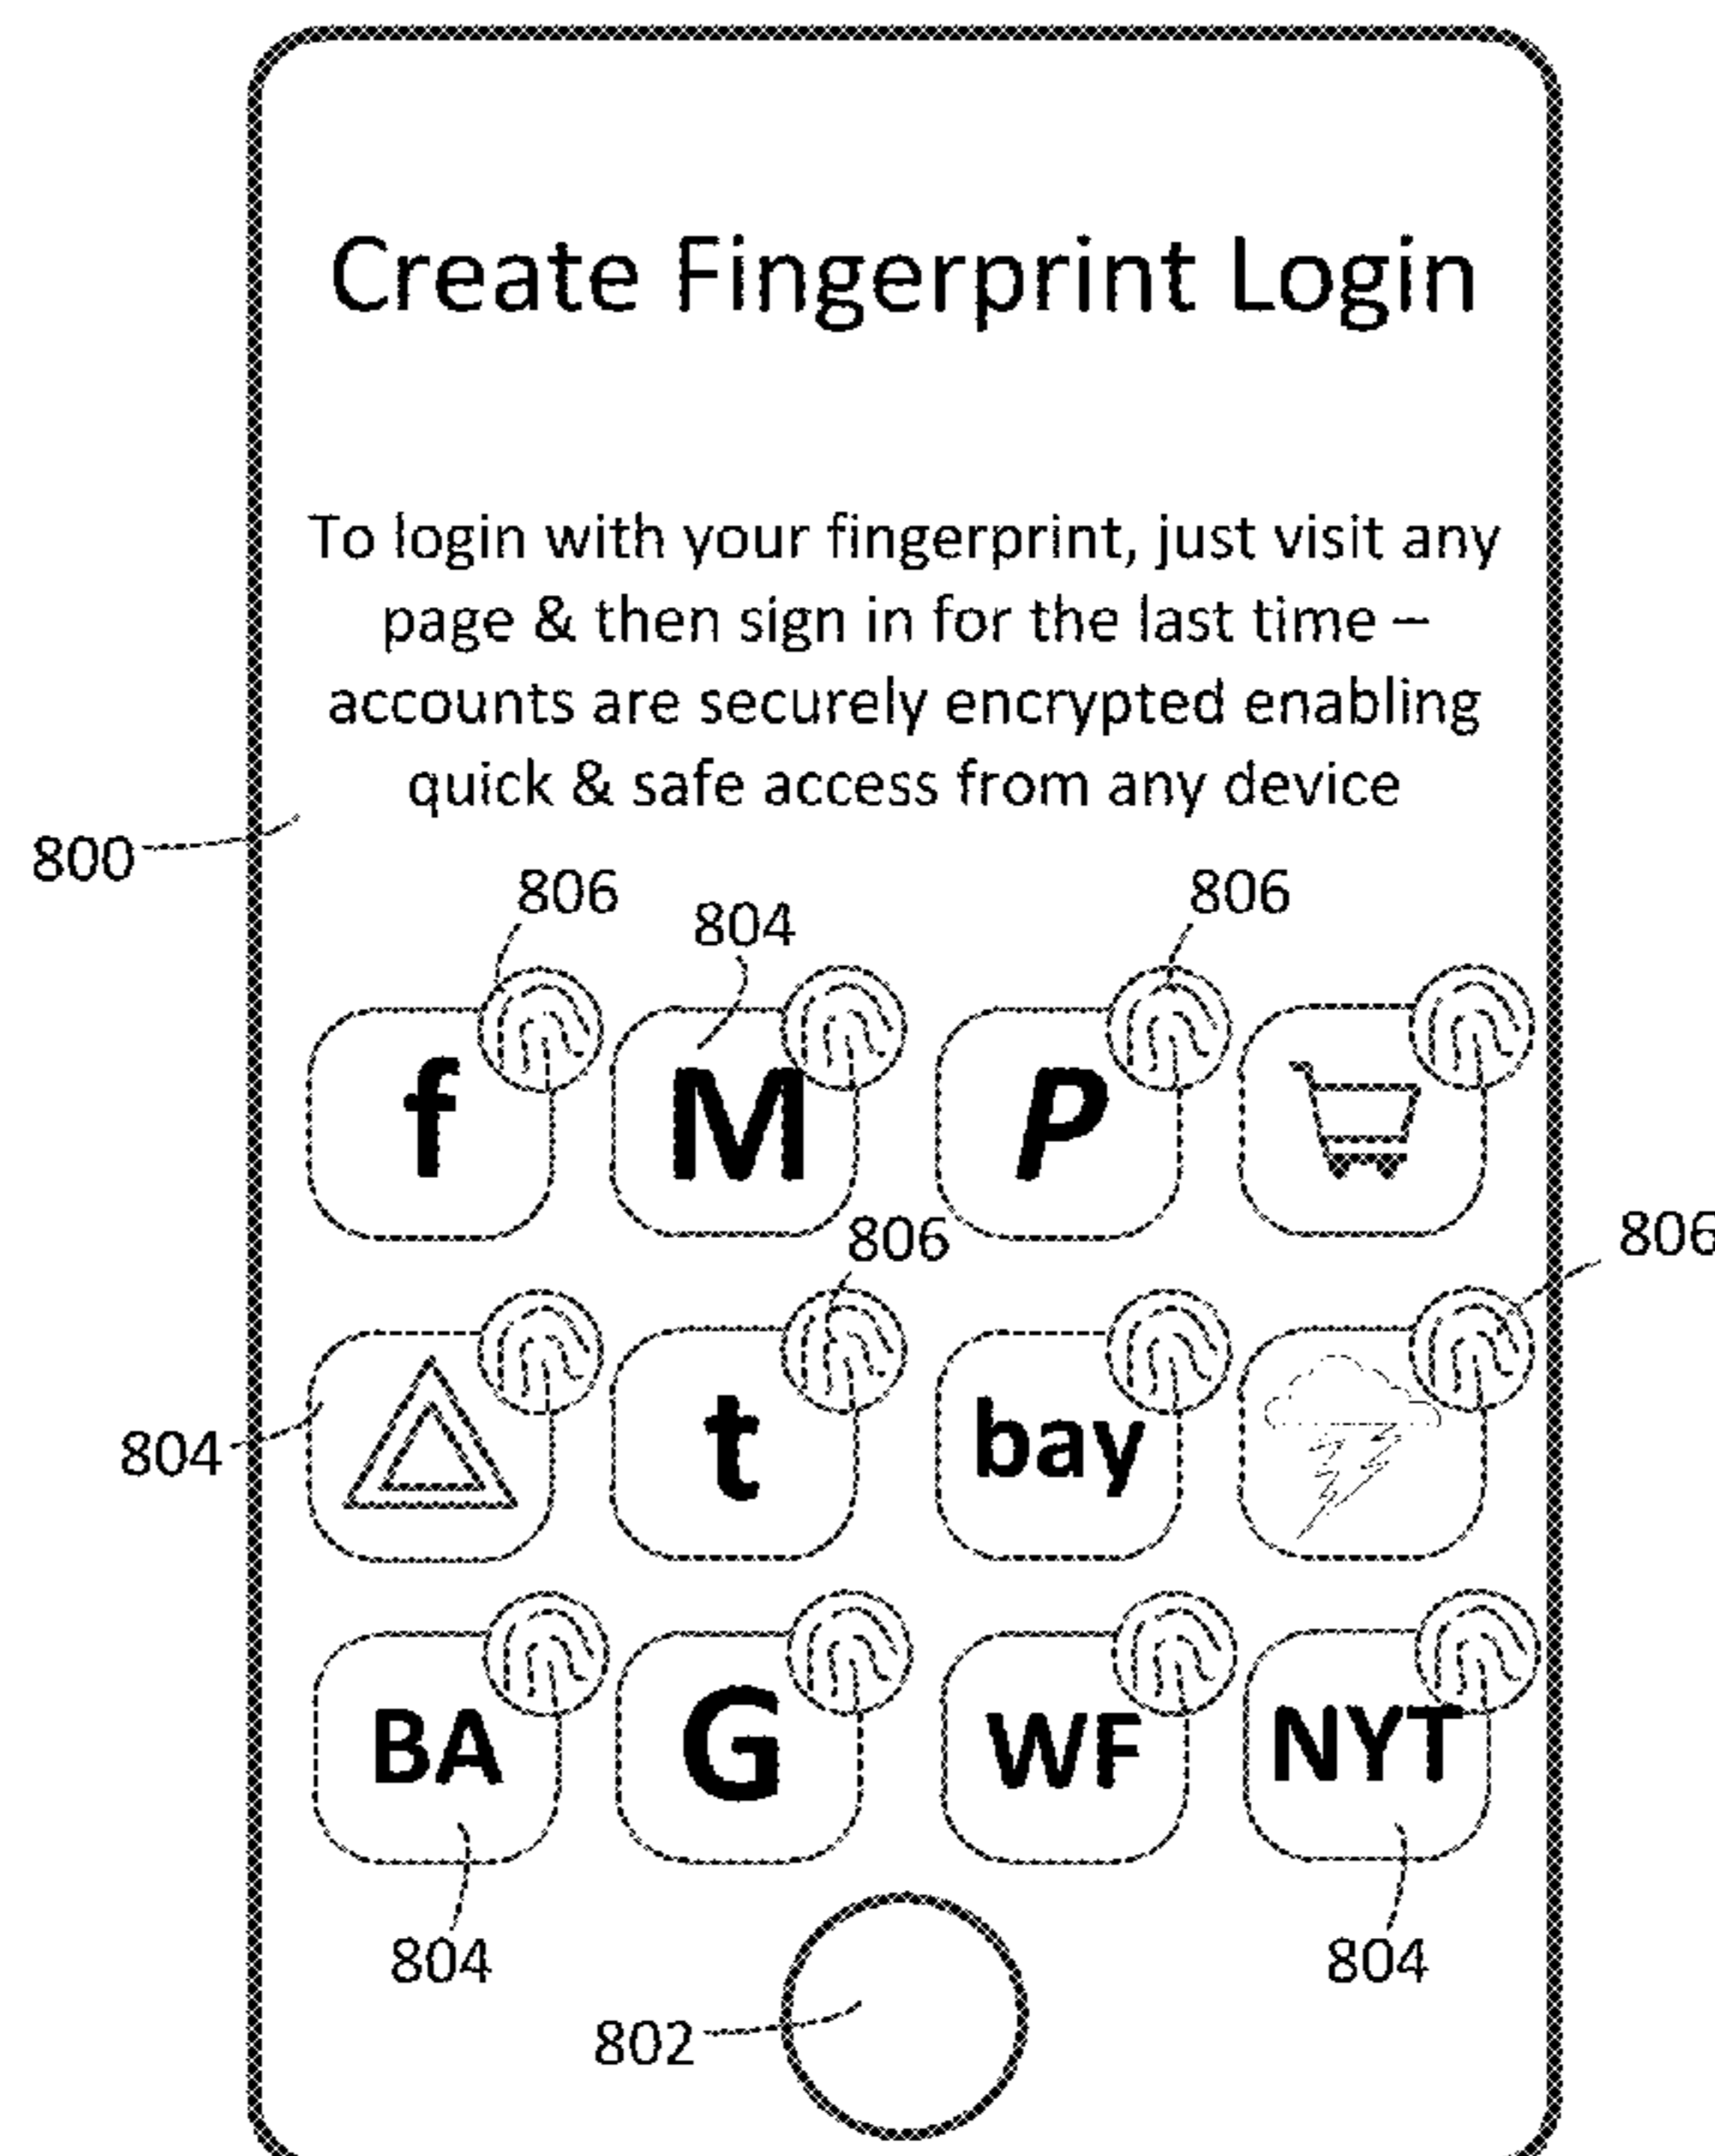 Create Fingerprint Login
To login with your fingerprint, just visit any
page & then sign in for the last time –
accounts are securely encrypted enabling
quick & safe access from any device
800
806
804
806
f
M
P
806
806
804
t
bay
BA
G
WF
NYT
804
804
802